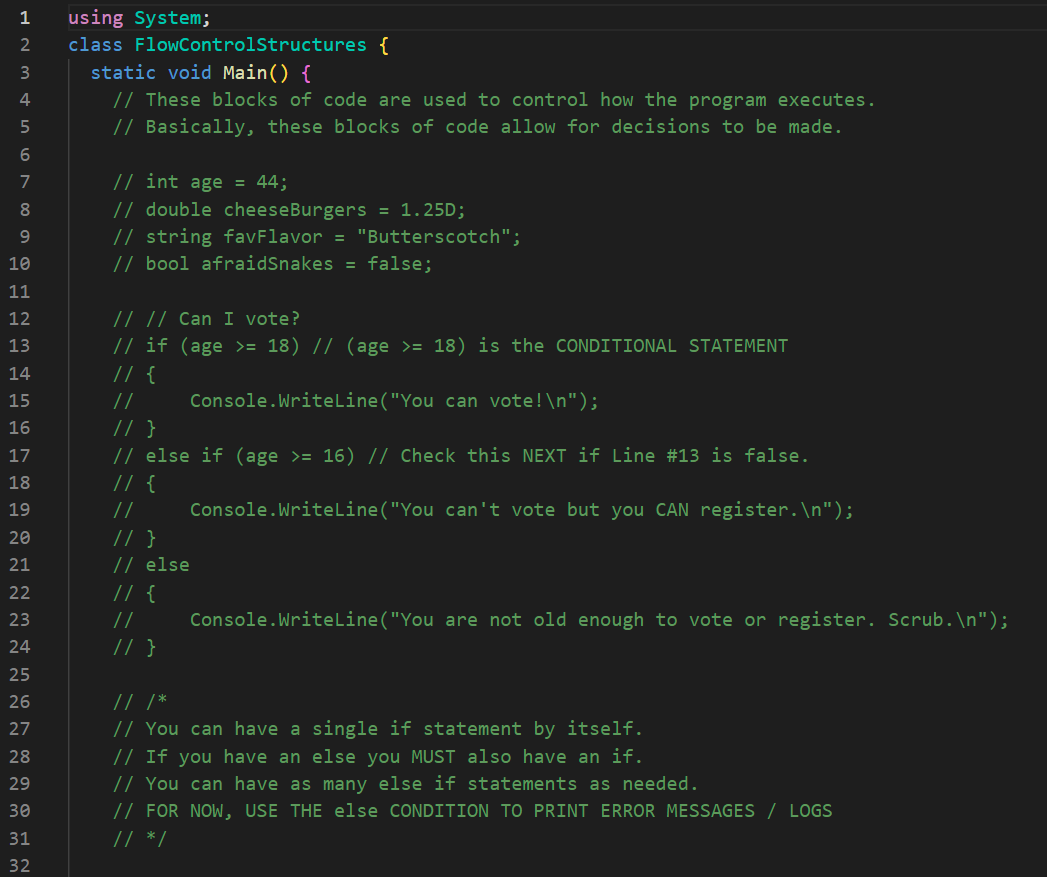 1 using System;
2 class FlowControlStructures {
3   static void Main() {
4     // These blocks of code are used to control how the program executes.
5     // Basically, these blocks of code allow for decisions to be made.
6
7     // int age = 44;
8     // double cheeseBurgers = 1.25D;
9     // string favFlavor = "Butterscotch";
10     // bool afraidSnakes = false;
11
12     // // Can I vote?
13     // if (age >= 18) // (age >= 18) is the CONDITIONAL STATEMENT
14     // {
15     //     Console.WriteLine("You can vote!\n");
16     // }
17     // else if (age >= 16) // Check this NEXT if Line #13 is false.
18     // {
19     //     Console.WriteLine("You can't vote but you CAN register.\n");
20     // }
21     // else
22     // {
23     //     Console.WriteLine("You are not old enough to vote or register. Scrub.\n");
24     // }
25
26     // /*
27     // You can have a single if statement by itself.
28     // If you have an else you MUST also have an if.
29     // You can have as many else if statements as needed.
30     // FOR NOW, USE THE else CONDITION TO PRINT ERROR MESSAGES / LOGS
31     // */
32